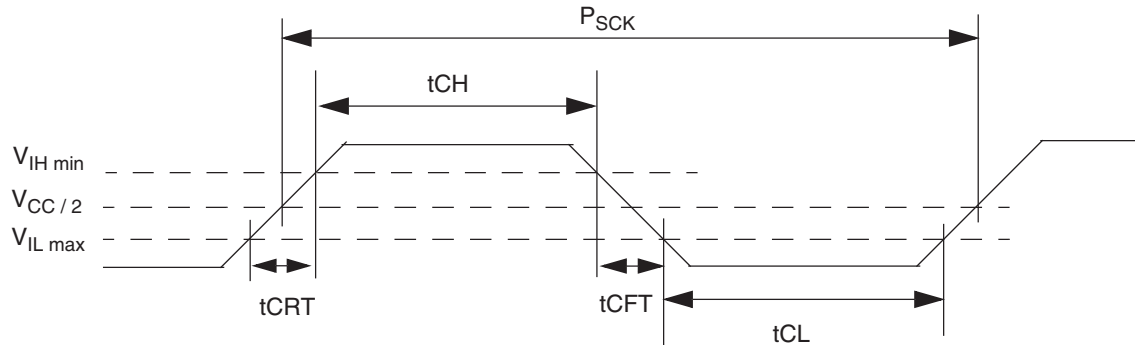 PSCK
tCH
VIH min
VCC / 2
VIL max
tCRT
tCFT
tCL